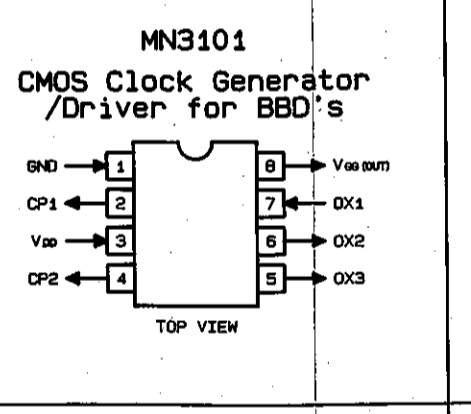 MN3101
CMOS Clock Generator
/Driver for BBD's
GND 1 8 VGG (OUT)
CP1 2 7 OX1
VDD 3 6 OX2
CP2 4 5 OX3
TOP VIEW